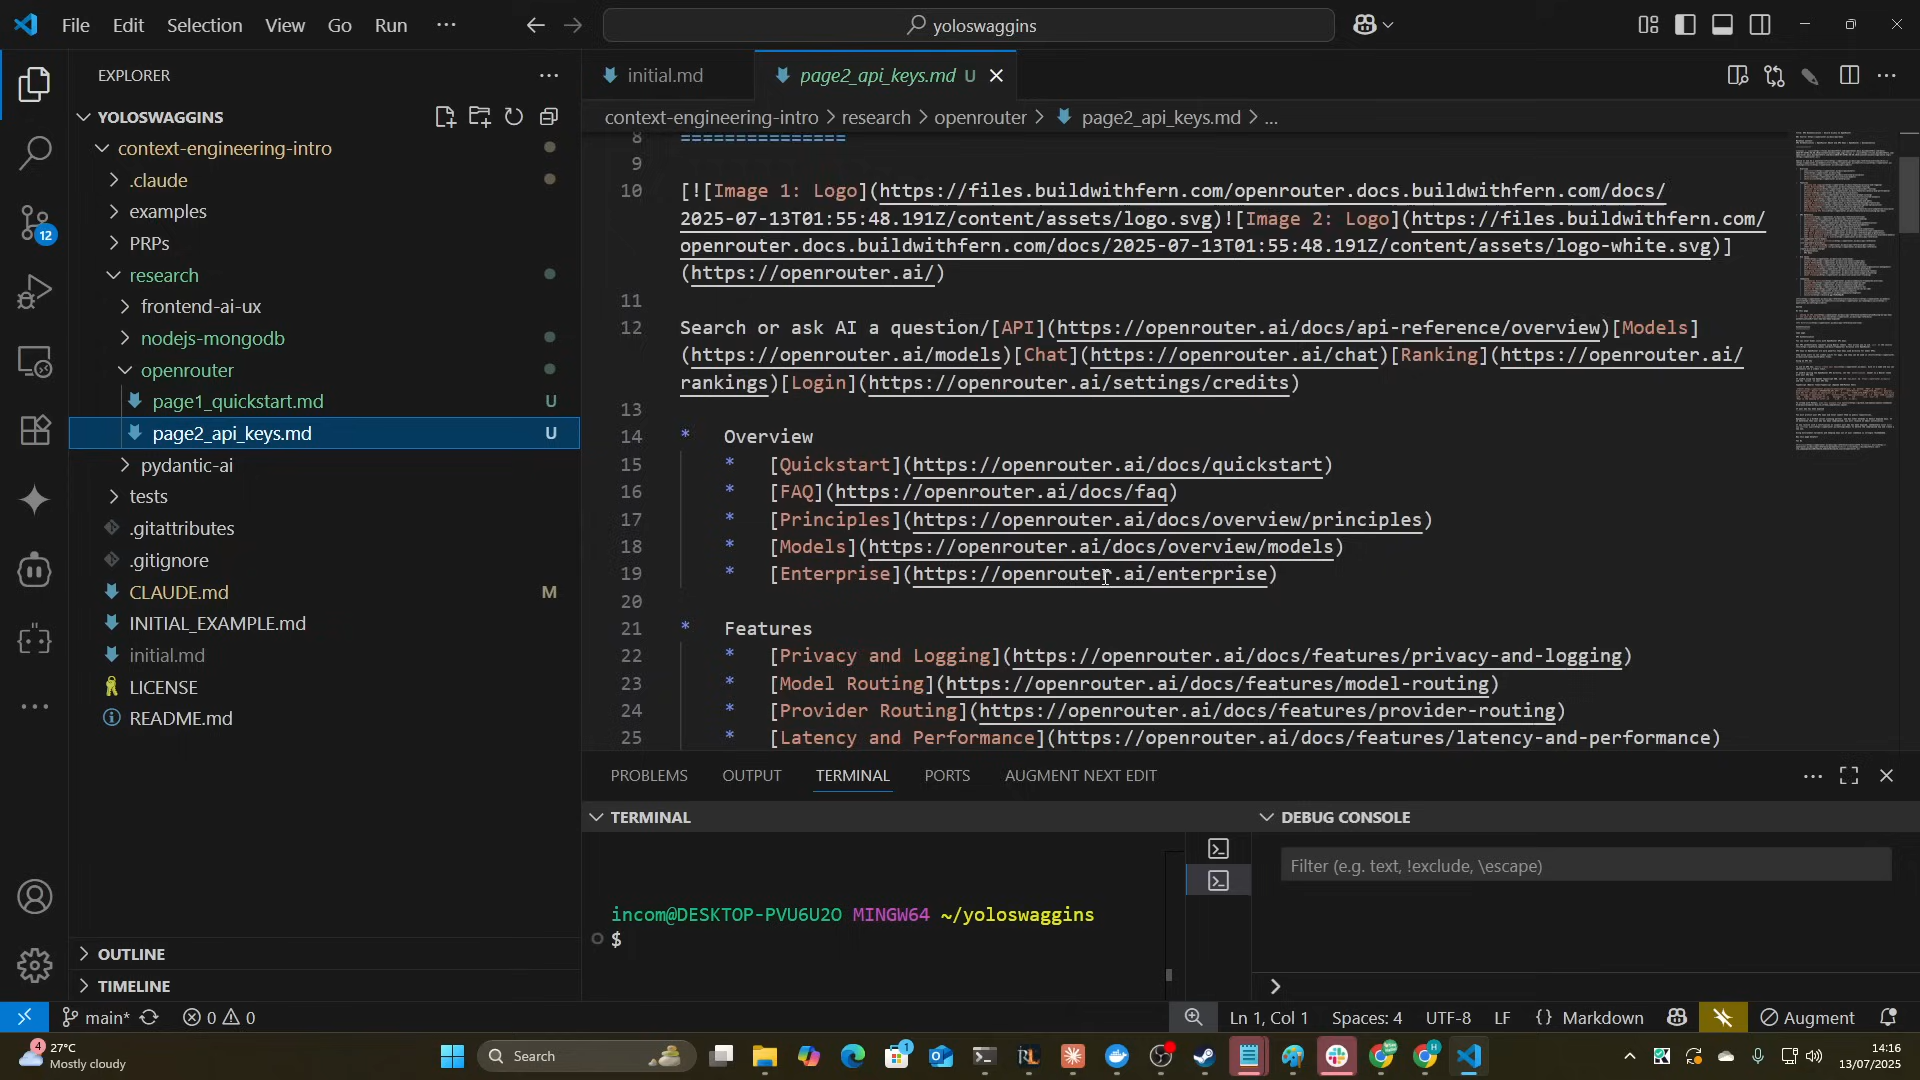 File Edit Selection View Go Run ···
yoloswaggins
EXPLORER
YOLOSWAGGINS
context-engineering-intro
.claude
examples
PRPs
research
frontend-ai-ux
nodejs-mongodb
openrouter
page1_quickstart.md U
page2_api_keys.md U
pydantic-ai
tests
.gitattributes
.gitignore
CLAUDE.md M
INITIAL_EXAMPLE.md
initial.md
LICENSE
README.md
OUTLINE
TIMELINE
12
initial.md page2_api_keys.md U
context-engineering-intro > research > openrouter > page2_api_keys.md > ...
8 ===============
9
10 [![Image 1: Logo](https://files.buildwithfern.com/openrouter.docs.buildwithfern.com/docs/
2025-07-13T01:55:48.191Z/content/assets/logo.svg)![Image 2: Logo](https://files.buildwithfern.com/
openrouter.docs.buildwithfern.com/docs/2025-07-13T01:55:48.191Z/content/assets/logo-white.svg)]
(https://openrouter.ai/)
11
12 Search or ask AI a question/[API](https://openrouter.ai/docs/api-reference/overview)[Models]
(https://openrouter.ai/models)[Chat](https://openrouter.ai/chat)[Ranking](https://openrouter.ai/
rankings)[Login](https://openrouter.ai/settings/credits)
13
14 * Overview
15 * [Quickstart](https://openrouter.ai/docs/quickstart)
16 * [FAQ](https://openrouter.ai/docs/faq)
17 * [Principles](https://openrouter.ai/docs/overview/principles)
18 * [Models](https://openrouter.ai/docs/overview/models)
19 * [Enterprise](https://openrouter.ai/enterprise)
20
21 * Features
22 * [Privacy and Logging](https://openrouter.ai/docs/features/privacy-and-logging)
23 * [Model Routing](https://openrouter.ai/docs/features/model-routing)
24 * [Provider Routing](https://openrouter.ai/docs/features/provider-routing)
25 * [Latency and Performance](https://openrouter.ai/docs/features/latency-and-performance)
PROBLEMS OUTPUT TERMINAL PORTS AUGMENT NEXT EDIT
TERMINAL
incom@DESKTOP-PVU6U2O MINGW64 ~/yoloswaggins
$
DEBUG CONSOLE
Filter (e.g. text, !exclude, \escape)
>
main* 0 0 Ln 1, Col 1 Spaces: 4 UTF-8 LF {} Markdown Augment
4
27°C
Mostly cloudy
Search
1
14:16
13/07/2025